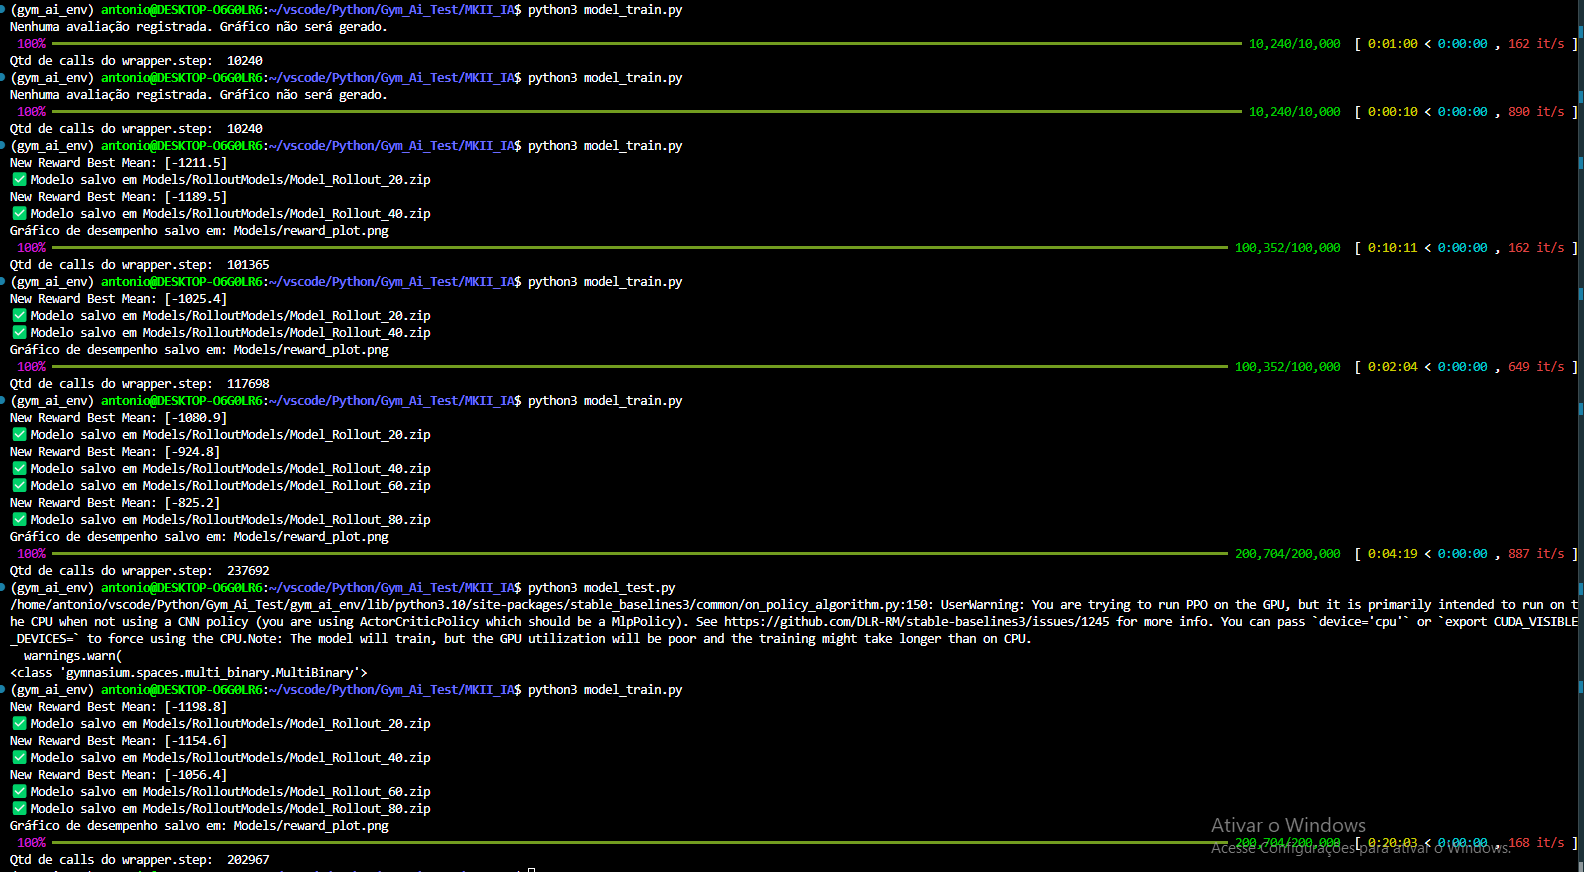 (gym_ai_env) antonio@DESKTOP-O6G0LR6:~/vscode/Python/Gym_Ai_Test/MKII_IA$ python3 model_train.py
Nenhuma avaliação registrada. Gráfico não será gerado.
100% 10,240/10,000 [ 0:01:00 < 0:00:00 , 162 it/s ]
Qtd de calls do wrapper.step:  10240
(gym_ai_env) antonio@DESKTOP-O6G0LR6:~/vscode/Python/Gym_Ai_Test/MKII_IA$ python3 model_train.py
Nenhuma avaliação registrada. Gráfico não será gerado.
100% 10,240/10,000 [ 0:00:10 < 0:00:00 , 890 it/s ]
Qtd de calls do wrapper.step:  10240
(gym_ai_env) antonio@DESKTOP-O6G0LR6:~/vscode/Python/Gym_Ai_Test/MKII_IA$ python3 model_train.py
New Reward Best Mean: [-1211.5]
✅ Modelo salvo em Models/RolloutModels/Model_Rollout_20.zip
New Reward Best Mean: [-1189.5]
✅ Modelo salvo em Models/RolloutModels/Model_Rollout_40.zip
Gráfico de desempenho salvo em: Models/reward_plot.png
100% 100,352/100,000 [ 0:10:11 < 0:00:00 , 162 it/s ]
Qtd de calls do wrapper.step:  101365
(gym_ai_env) antonio@DESKTOP-O6G0LR6:~/vscode/Python/Gym_Ai_Test/MKII_IA$ python3 model_train.py
New Reward Best Mean: [-1025.4]
✅ Modelo salvo em Models/RolloutModels/Model_Rollout_20.zip
✅ Modelo salvo em Models/RolloutModels/Model_Rollout_40.zip
Gráfico de desempenho salvo em: Models/reward_plot.png
100% 100,352/100,000 [ 0:02:04 < 0:00:00 , 649 it/s ]
Qtd de calls do wrapper.step:  117698
(gym_ai_env) antonio@DESKTOP-O6G0LR6:~/vscode/Python/Gym_Ai_Test/MKII_IA$ python3 model_train.py
New Reward Best Mean: [-1080.9]
✅ Modelo salvo em Models/RolloutModels/Model_Rollout_20.zip
New Reward Best Mean: [-924.8]
✅ Modelo salvo em Models/RolloutModels/Model_Rollout_40.zip
✅ Modelo salvo em Models/RolloutModels/Model_Rollout_60.zip
New Reward Best Mean: [-825.2]
✅ Modelo salvo em Models/RolloutModels/Model_Rollout_80.zip
Gráfico de desempenho salvo em: Models/reward_plot.png
100% 200,704/200,000 [ 0:04:19 < 0:00:00 , 887 it/s ]
Qtd de calls do wrapper.step:  237692
(gym_ai_env) antonio@DESKTOP-O6G0LR6:~/vscode/Python/Gym_Ai_Test/MKII_IA$ python3 model_test.py
/home/antonio/vscode/Python/Gym_Ai_Test/gym_ai_env/lib/python3.10/site-packages/stable_baselines3/common/on_policy_algorithm.py:150: UserWarning: You are trying to run PPO on the GPU, but it is primarily intended to run on t
he CPU when not using a CNN policy (you are using ActorCriticPolicy which should be a MlpPolicy). See https://github.com/DLR-RM/stable-baselines3/issues/1245 for more info. You can pass `device='cpu'` or `export CUDA_VISIBLE
_DEVICES=` to force using the CPU.Note: The model will train, but the GPU utilization will be poor and the training might take longer than on CPU.
  warnings.warn(
<class 'gymnasium.spaces.multi_binary.MultiBinary'>
(gym_ai_env) antonio@DESKTOP-O6G0LR6:~/vscode/Python/Gym_Ai_Test/MKII_IA$ python3 model_train.py
New Reward Best Mean: [-1198.8]
✅ Modelo salvo em Models/RolloutModels/Model_Rollout_20.zip
New Reward Best Mean: [-1154.6]
✅ Modelo salvo em Models/RolloutModels/Model_Rollout_40.zip
New Reward Best Mean: [-1056.4]
✅ Modelo salvo em Models/RolloutModels/Model_Rollout_60.zip
✅ Modelo salvo em Models/RolloutModels/Model_Rollout_80.zip
Gráfico de desempenho salvo em: Models/reward_plot.png
Ativar o Windows
100% 200,704/200,000 [ 0:20:03 < 0:00:00 , 168 it/s ]
Acesse Configurações para ativar o Windows.
Qtd de calls do wrapper.step:  202967